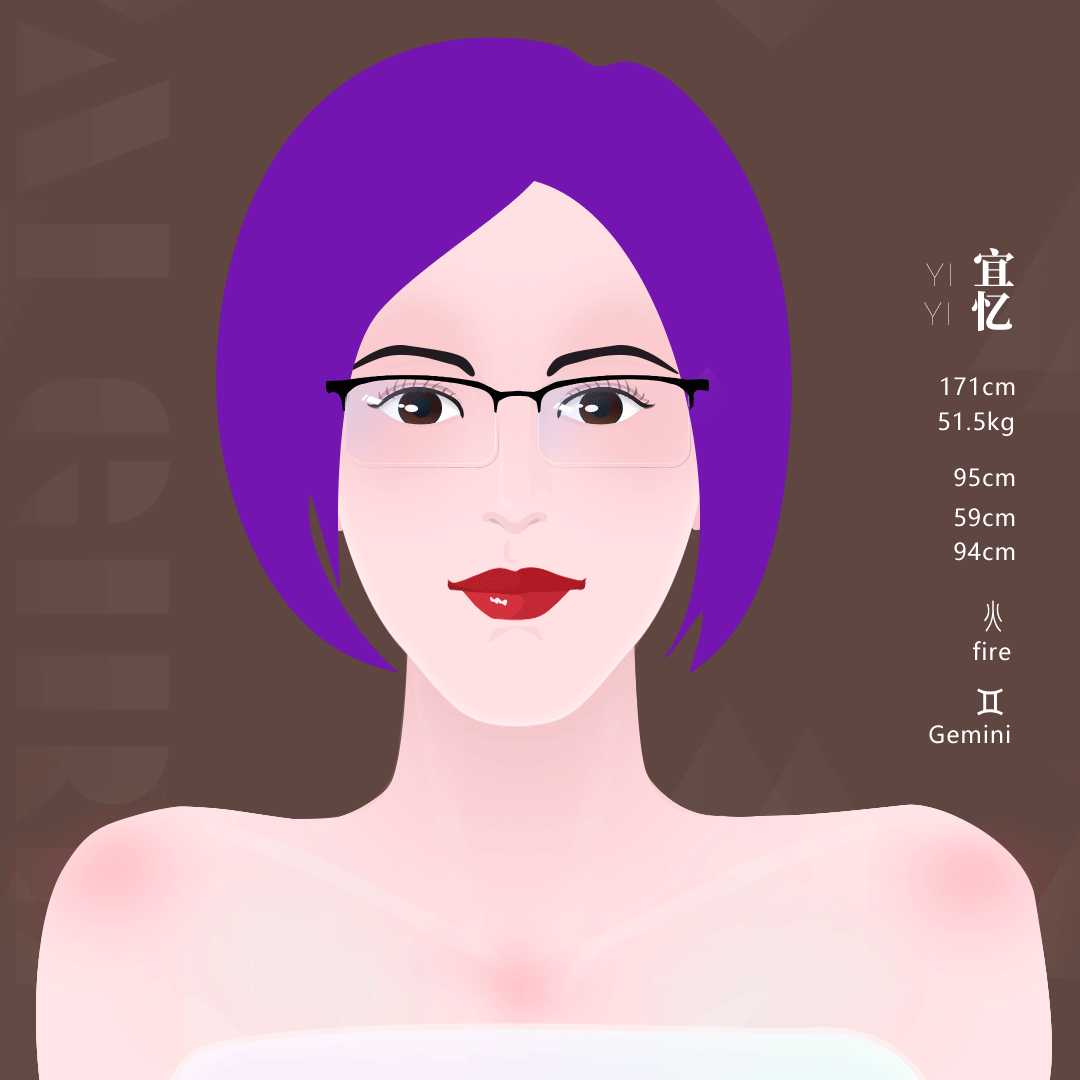 YI 宜
YI 忆
171cm
51.5kg
95cm
59cm
94cm
火
fire
♊
Gemini